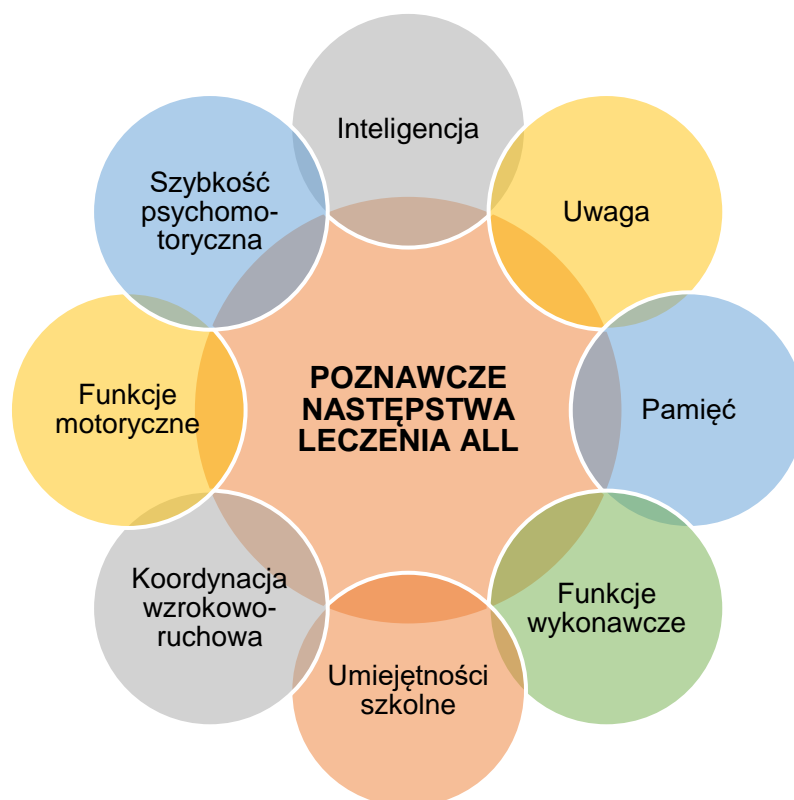 Inteligencja
Uwaga
Pamięć
Funkcje
wykonawcze
Umiejętności
szkolne
Koordynacja
wzrokowo-
ruchowa
Funkcje
motoryczne
Szybkość
psychomo-
toryczna
POZNAWCZE
NASTĘPSTWA
LECZENIA ALL